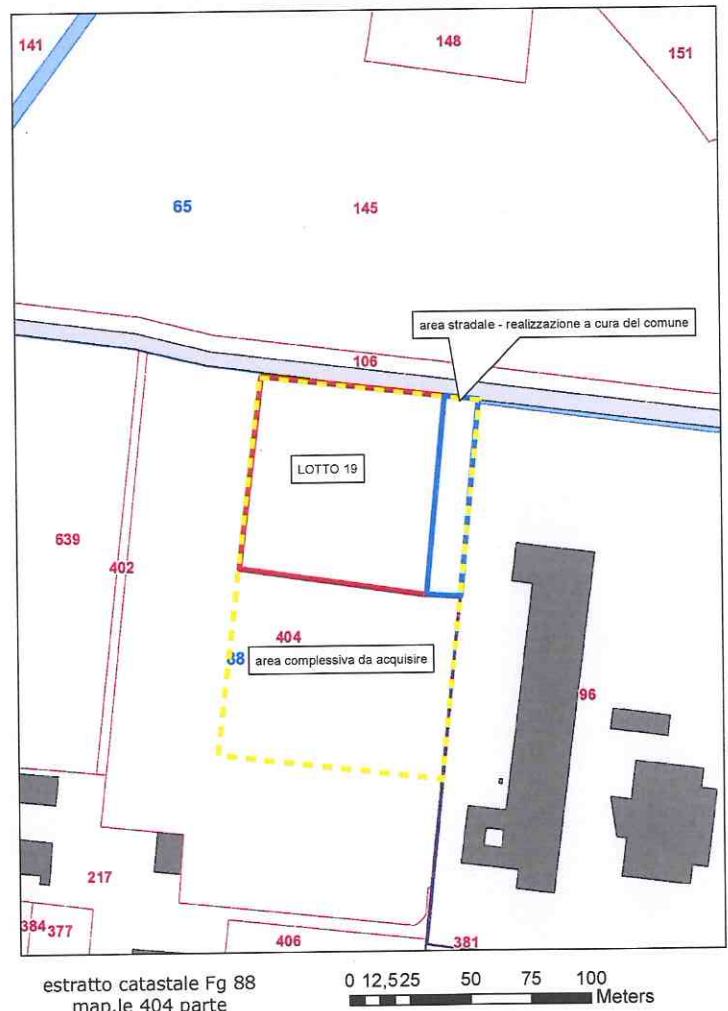 141
148
151
65
145
area stradale - realizzazione a cura del comune
106
LOTTO 19
639
402
404
88 area complessiva da acquisire
96
217
384 377
406
381
estratto catastale Fg 88
map.le 404 parte
0 12,525 50 75 100
Meters